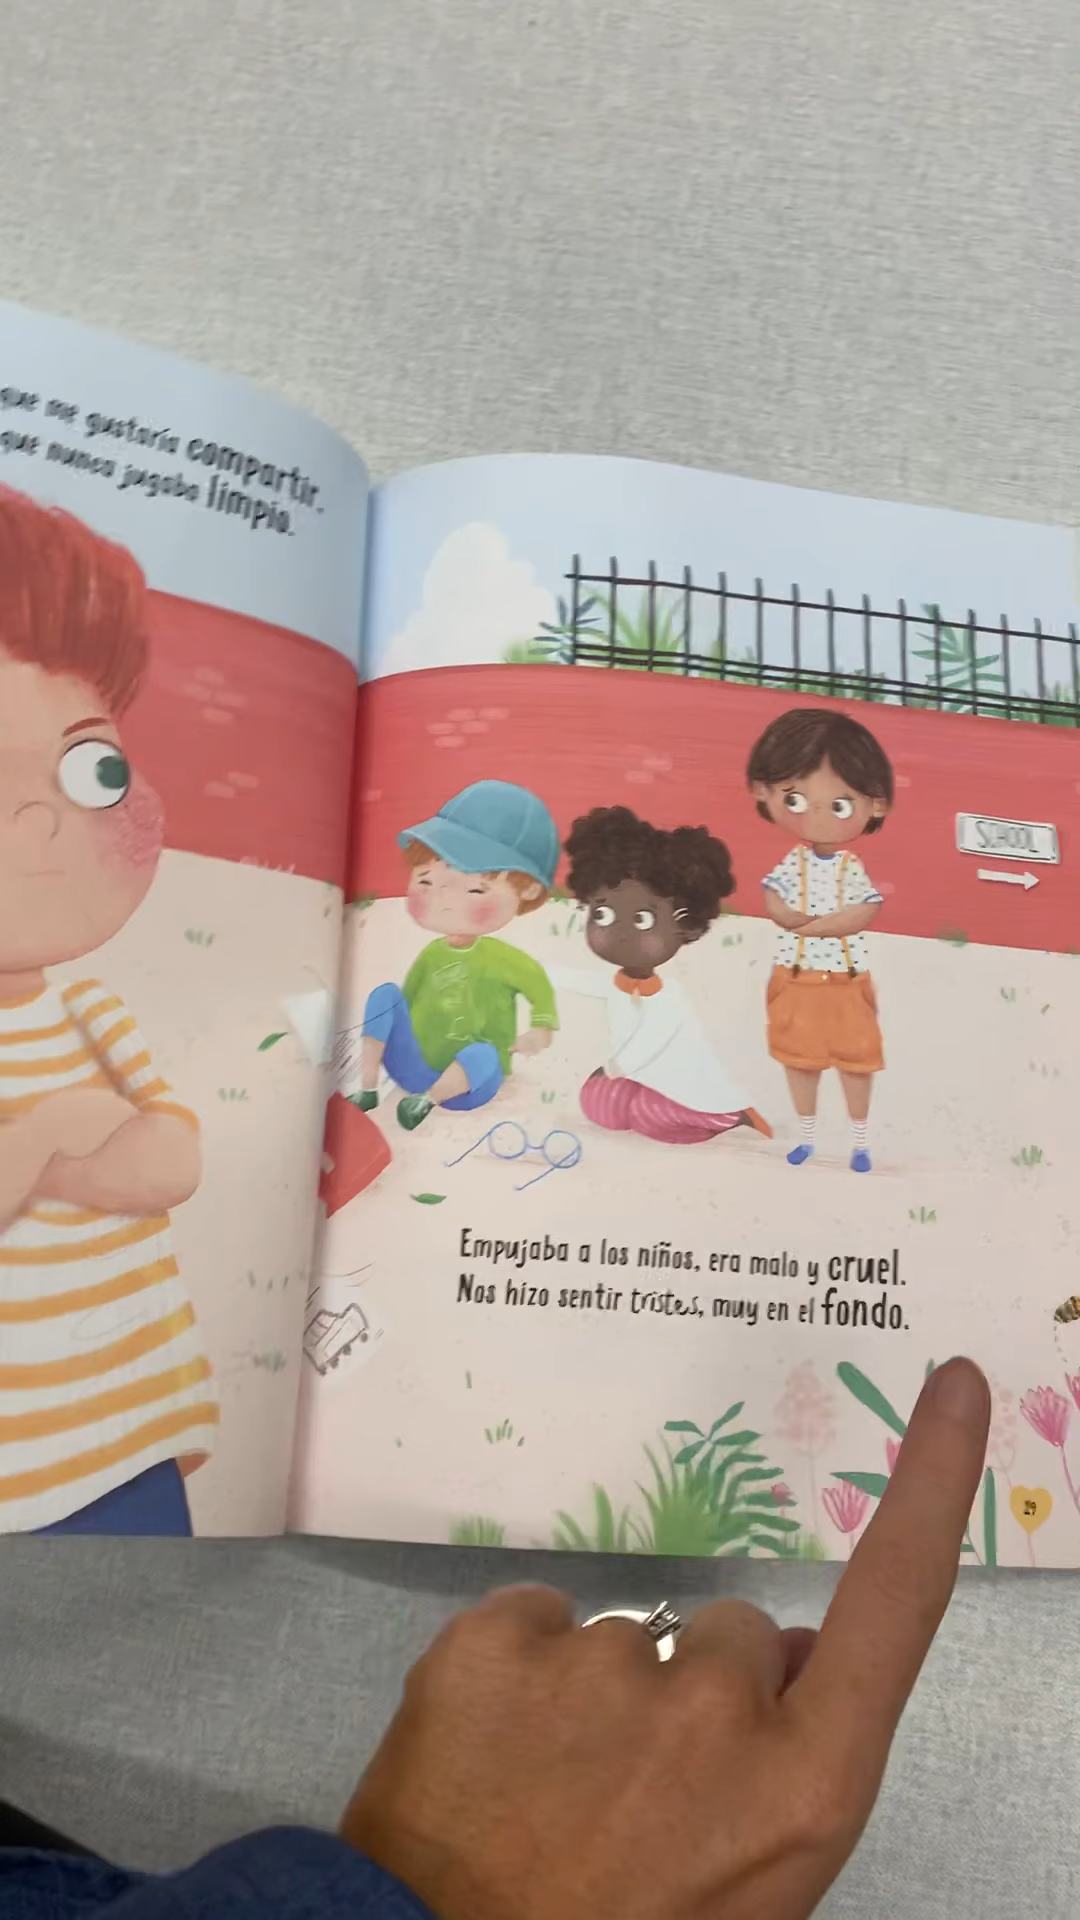 que me gustaría compartir.
que nunca jugaba limpio.
SCHOOL
Empujaba a los niños, era malo y cruel.
Nos hizo sentir tristes, muy en el fondo.
29